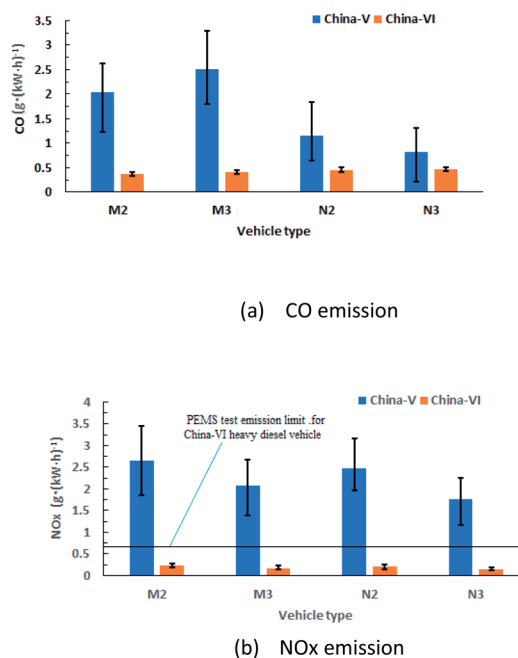 China-V China-VI
3.5
3
2.5
2
1.5
1
0.5
0
CO (g•(kW·h)-1)
M2 M3 N2 N3
Vehicle type
(a) CO emission
China-V China-VI
PEMS test emission limit .for
China-VI heavy diesel vehicle
4
3.5
3
2.5
2
1.5
1
0.5
0
NOx (g•(kW·h)-1)
M2 M3 N2 N3
Vehicle type
(b) NOx emission